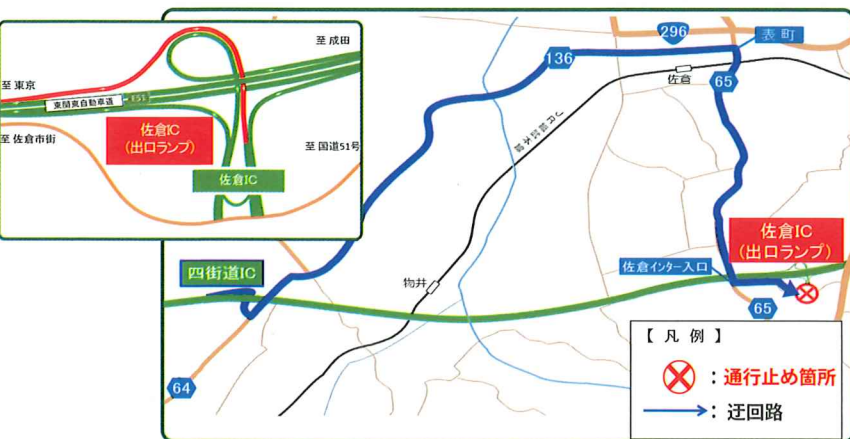 至 成田
至 東京
東関東自動車道 E51
佐倉IC
(出口ランプ)
至 佐倉市街
至 国道51号
佐倉IC
296
表町
136
佐倉
65
JR総武本線
佐倉IC
(出口ランプ)
四街道IC
物井
佐倉インター入口
65
64
【 凡 例 】
：通行止め箇所
：迂回路